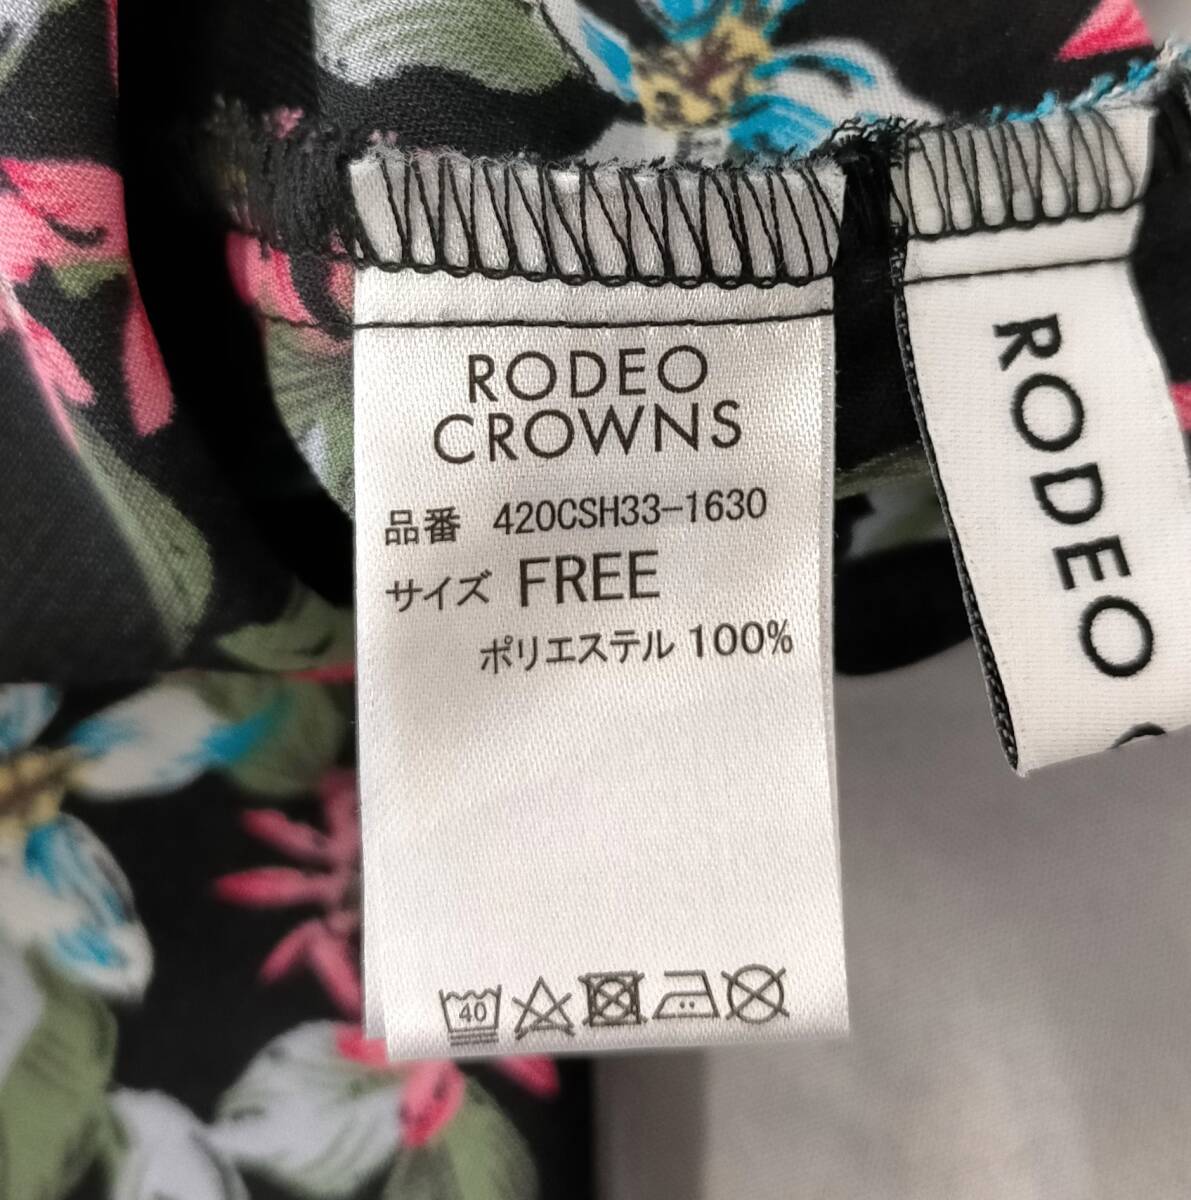 RODEO
CROWNS
品番 420CSH33-1630
サイズ FREE
ポリエステル 100%
40
RODEO